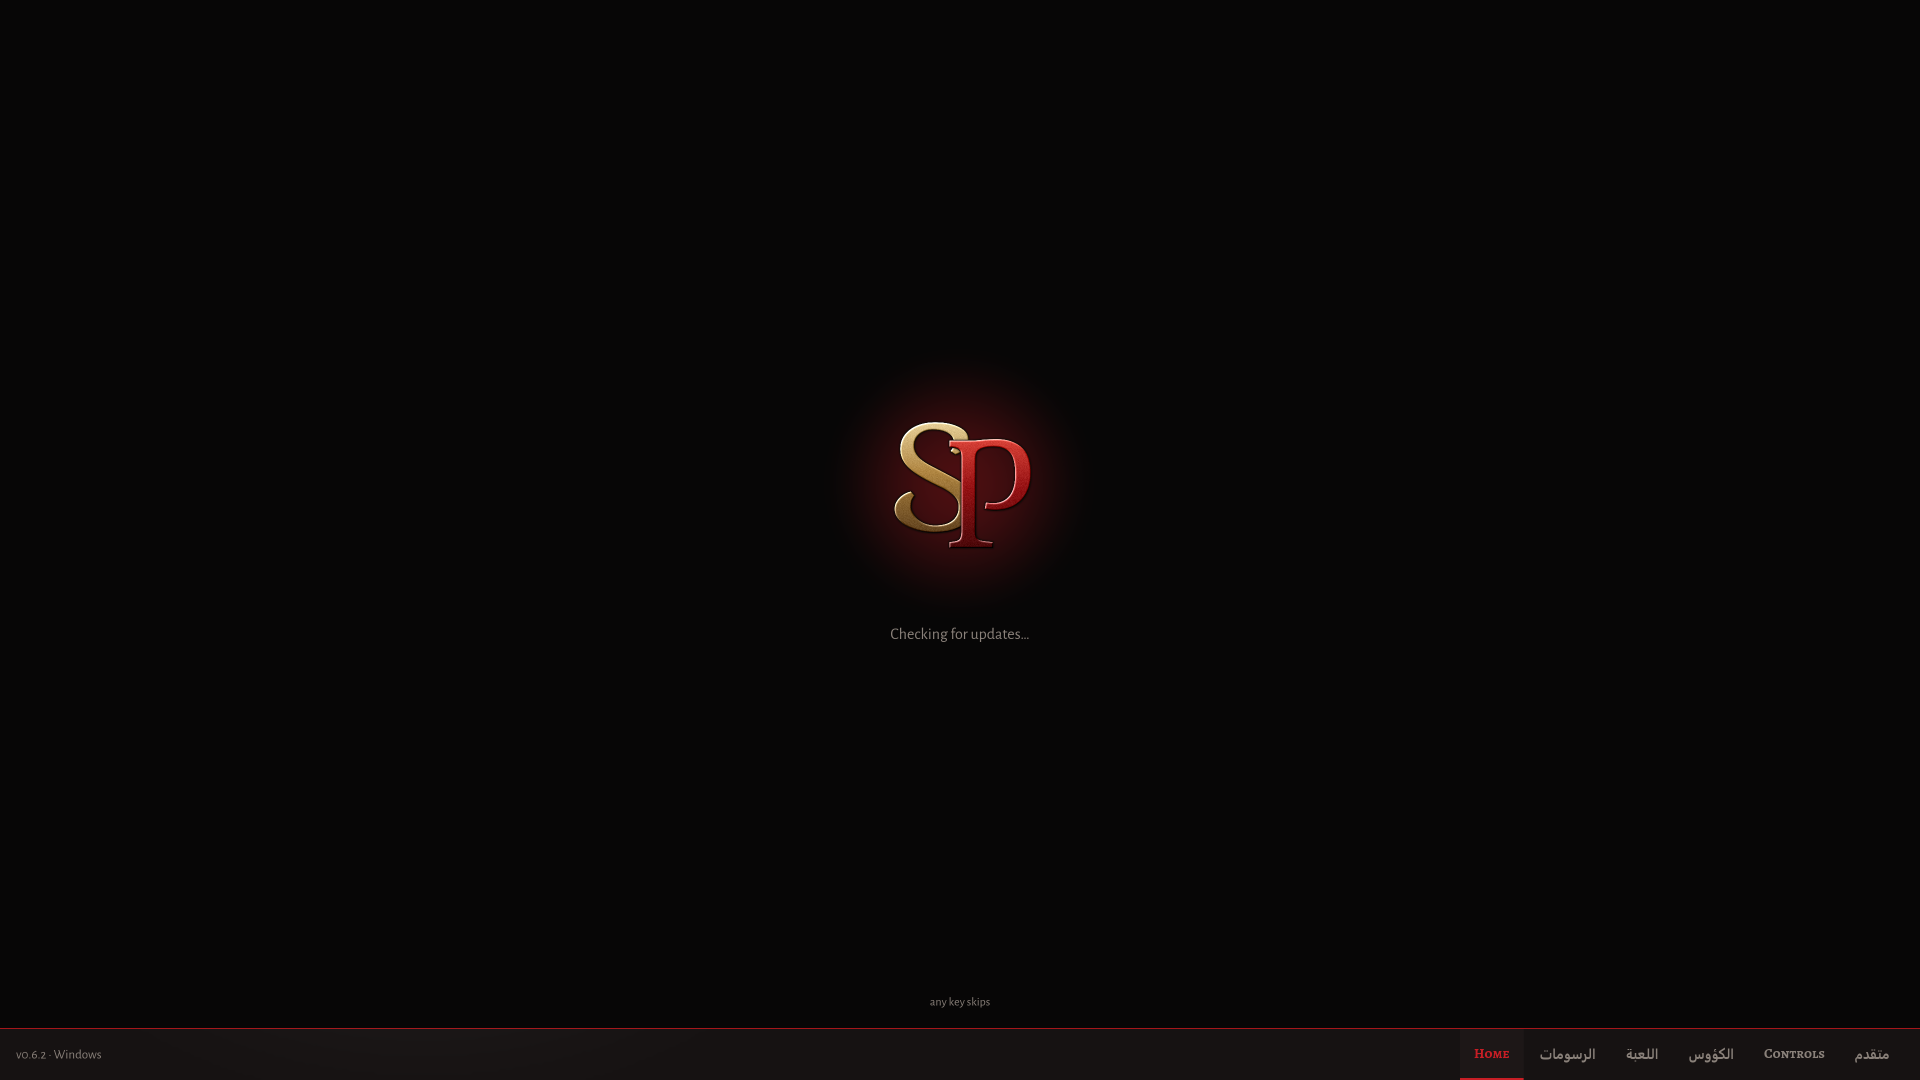 SP
Checking for updates...
any key skips
v0.6.2 · Windows
Home الرسومات اللعبة الكؤوس Controls متقدم